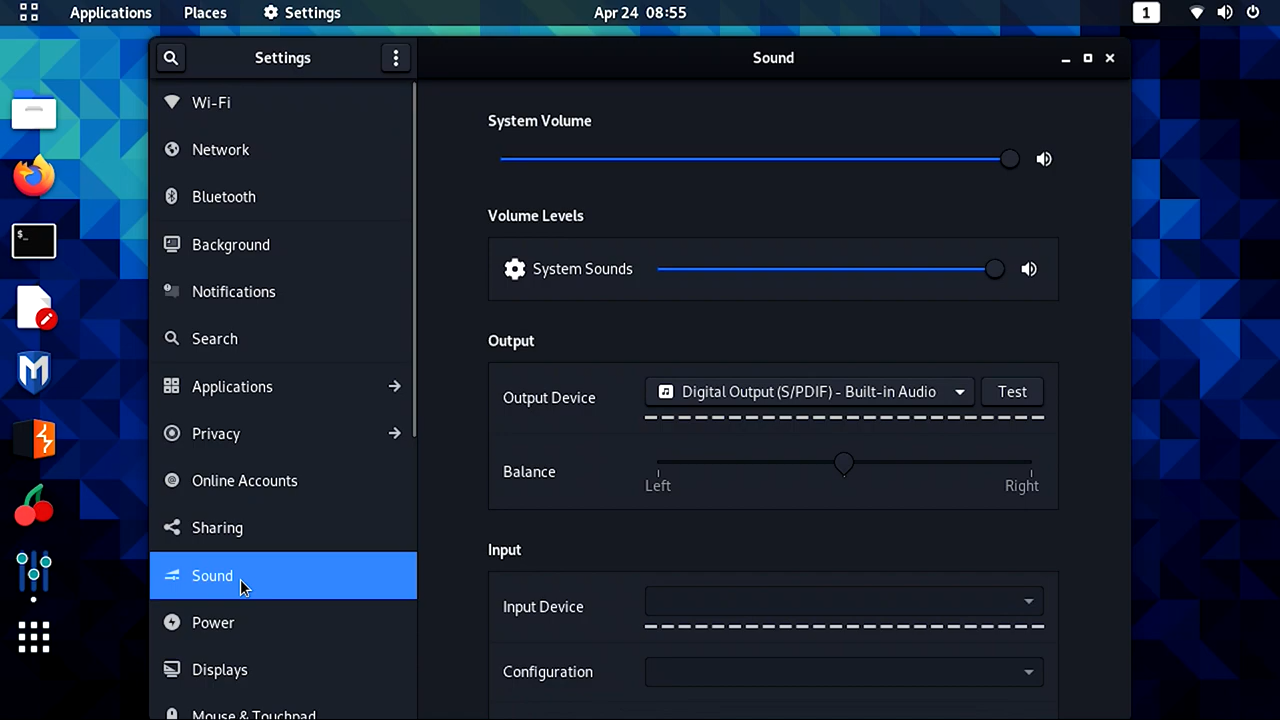 Applications Places Settings Apr 24 08:55 1
Settings
Sound
Wi-Fi
Network
Bluetooth
Background
Notifications
Search
Applications
Privacy
Online Accounts
Sharing
Sound
Power
Displays
Mouse & Touchpad
System Volume
Volume Levels
System Sounds
Output
Output Device Digital Output (S/PDIF) - Built-in Audio Test
Balance
Left Right
Input
Input Device
Configuration
$_